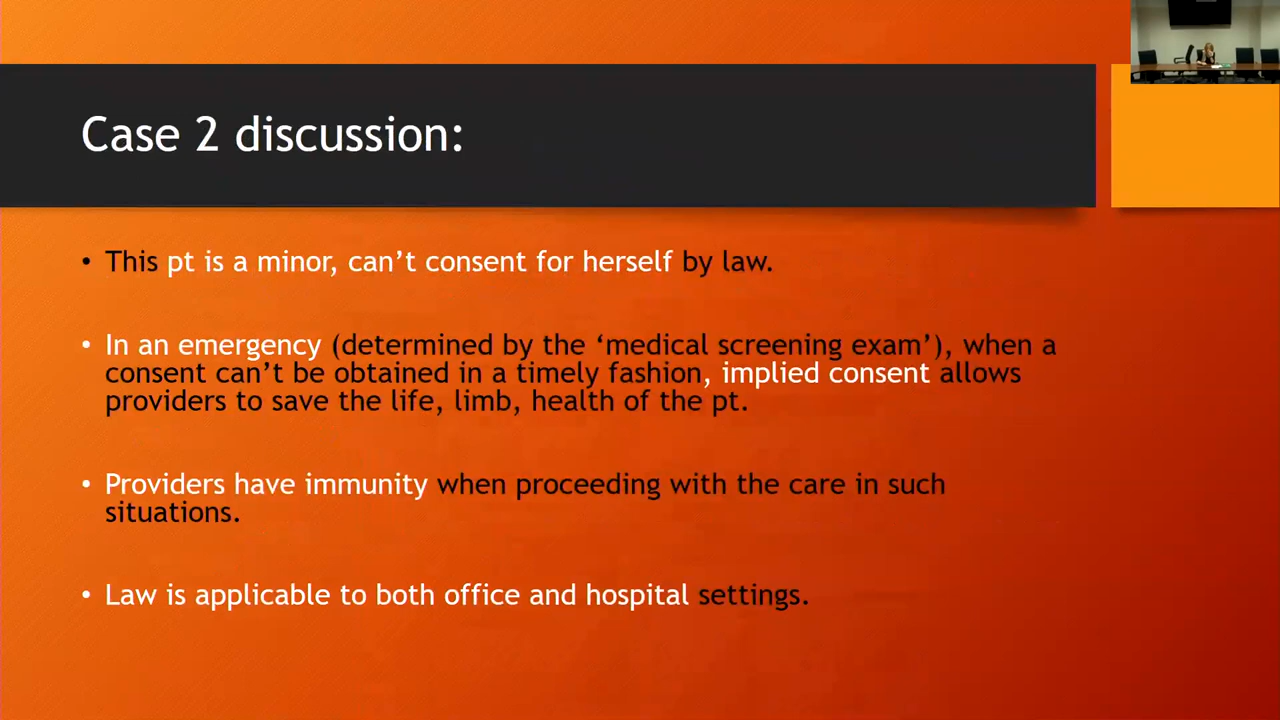 Case 2 discussion:
• This pt is a minor, can’t consent for herself by law.
• In an emergency (determined by the ‘medical screening exam’), when a
consent can’t be obtained in a timely fashion, implied consent allows
providers to save the life, limb, health of the pt.
• Providers have immunity when proceeding with the care in such
situations.
• Law is applicable to both office and hospital settings.